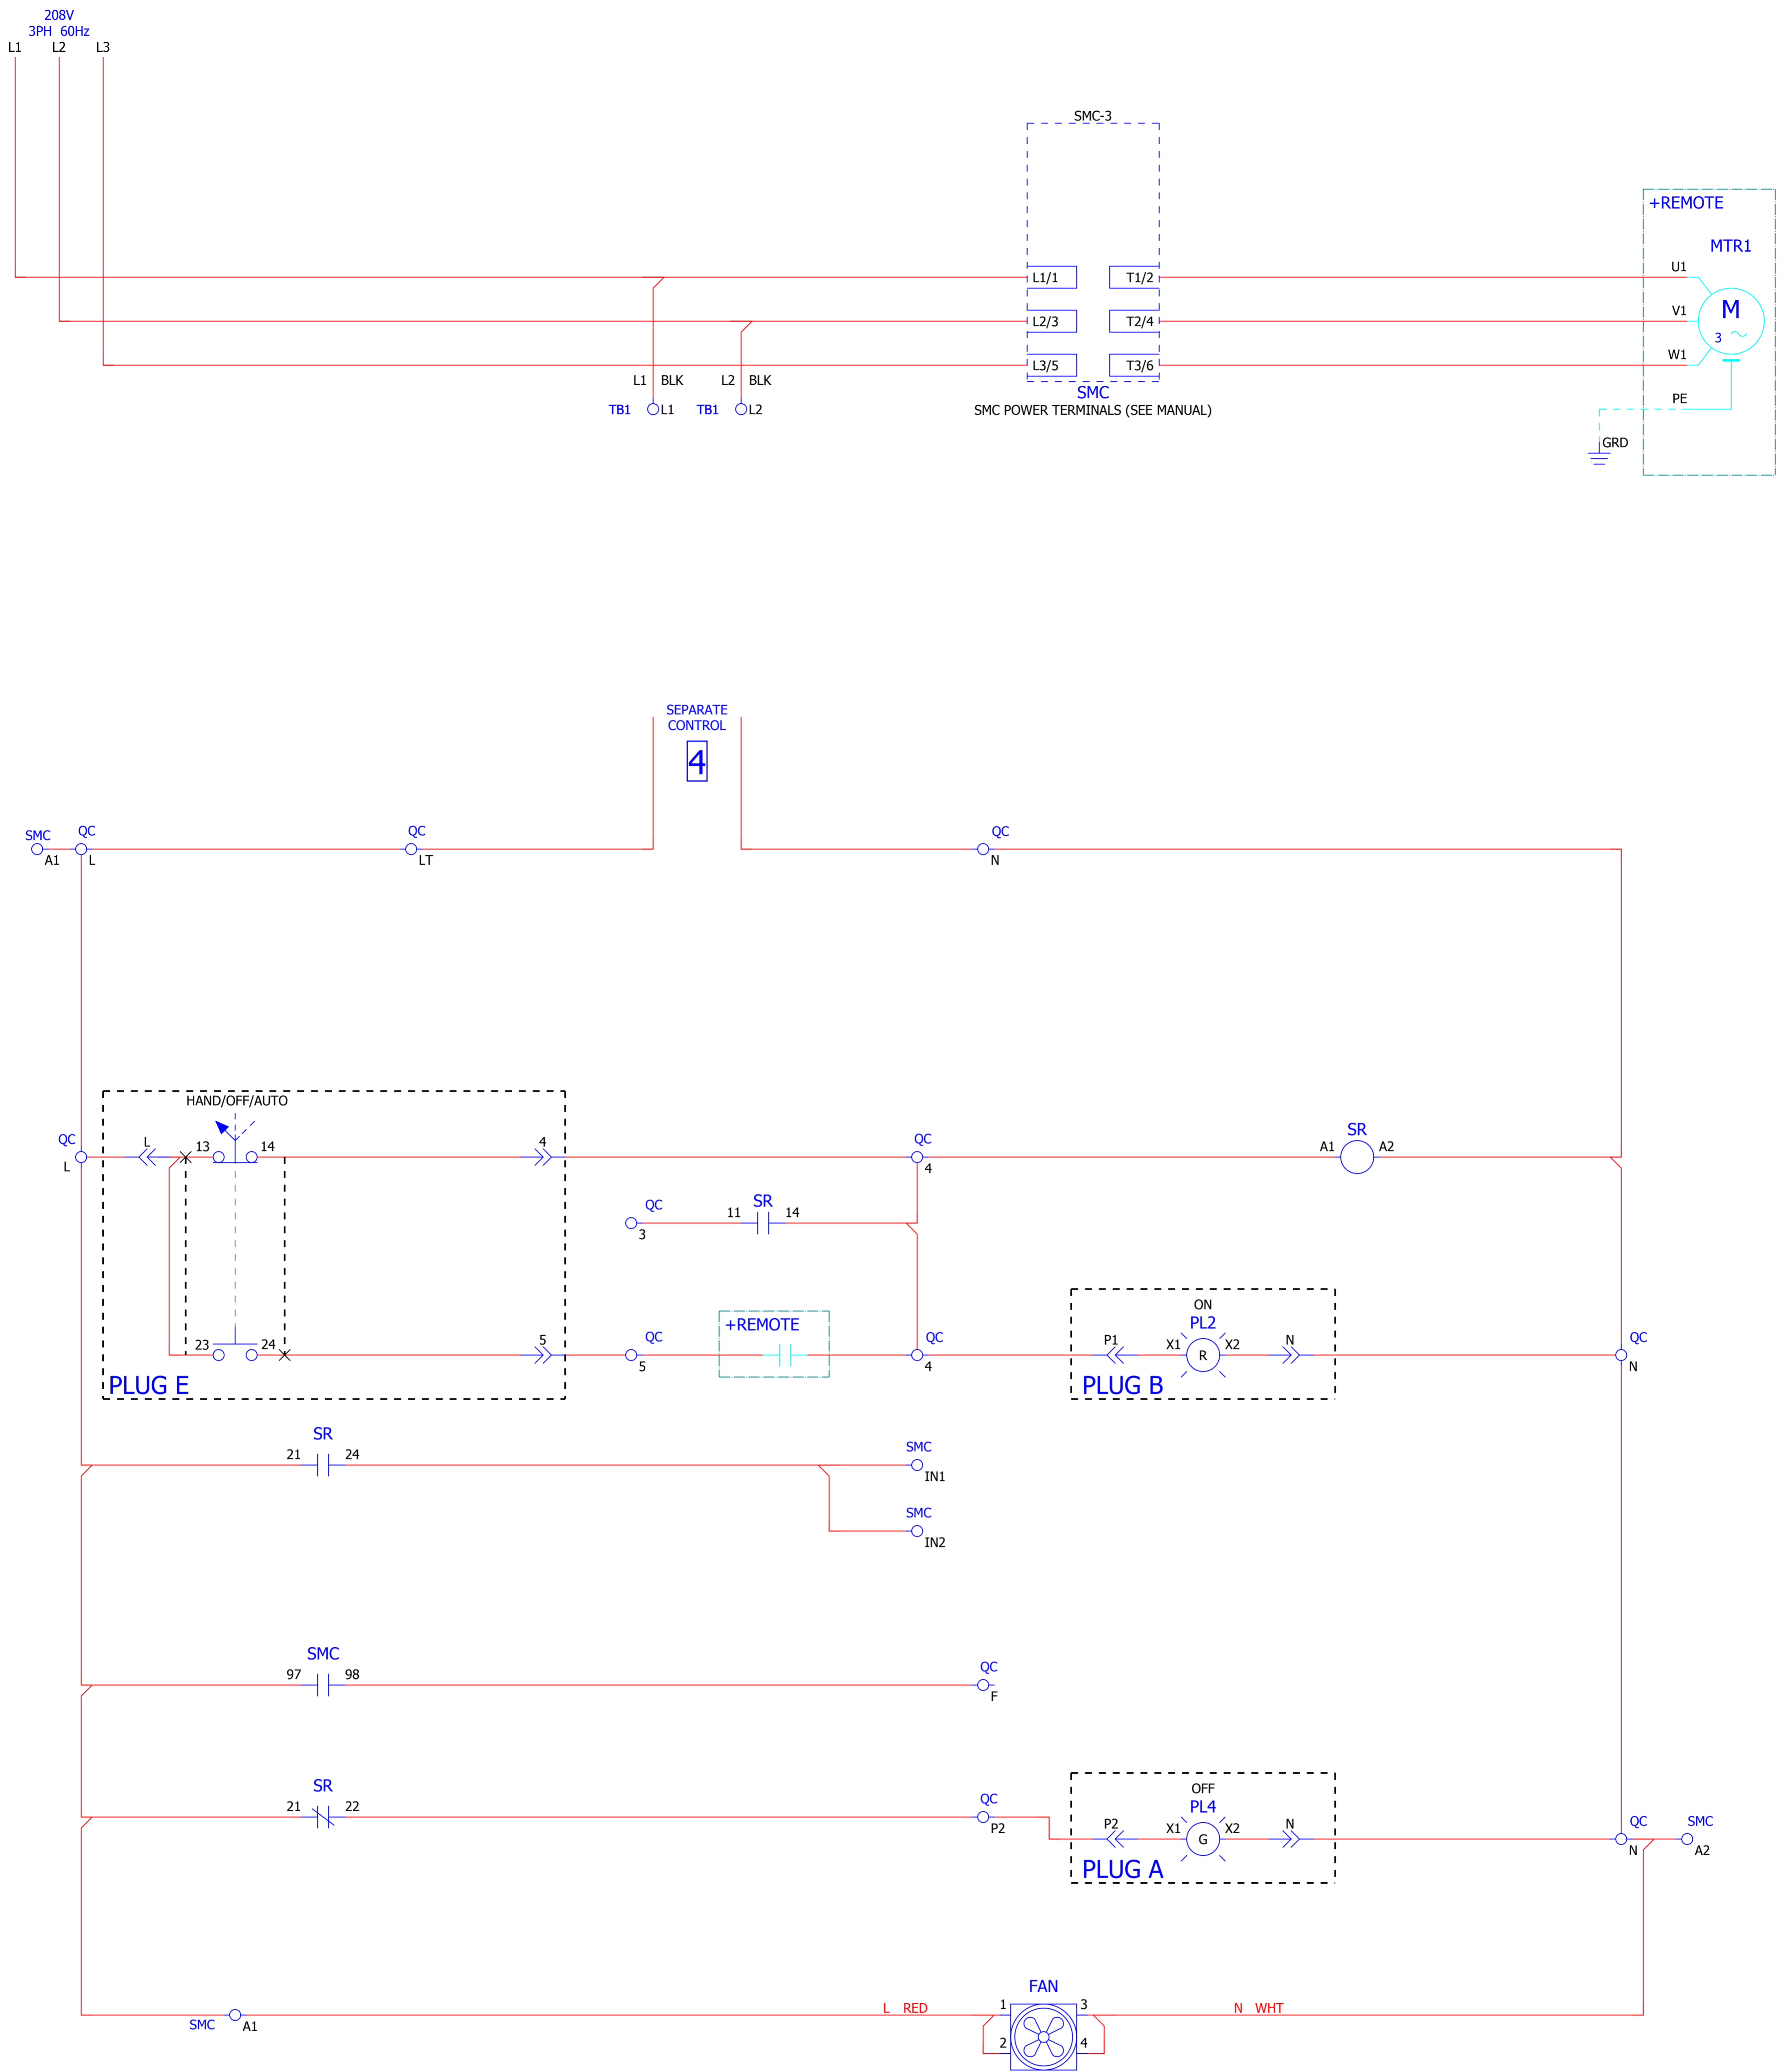 208V
3PH 60Hz
L1 L2 L3
SMC-3
+REMOTE
MTR1
L1/1 T1/2 U1
L2/3 T2/4 V1
M
3
L3/5 T3/6 W1
L1 BLK L2 BLK
SMC
TB1 L1 TB1 L2
SMC POWER TERMINALS (SEE MANUAL)
PE
GRD
SEPARATE
CONTROL
4
SMC QC QC QC
A1 L LT N
HAND/OFF/AUTO
QC L 13 14 4 QC SR
A1 A2
L 4
QC SR
11 14
3
ON
+REMOTE PL2
23 24 5 QC QC P1 X1 X2 N QC
R
5 4 N
PLUG E PLUG B
SR SMC
21 24
IN1
SMC
IN2
SMC QC
97 98
F
SR OFF
21 22 QC PL4
P2 P2 X1 X2 N QC SMC
G
N A2
PLUG A
FAN
L RED 1 3 N WHT
SMC A1
2 4